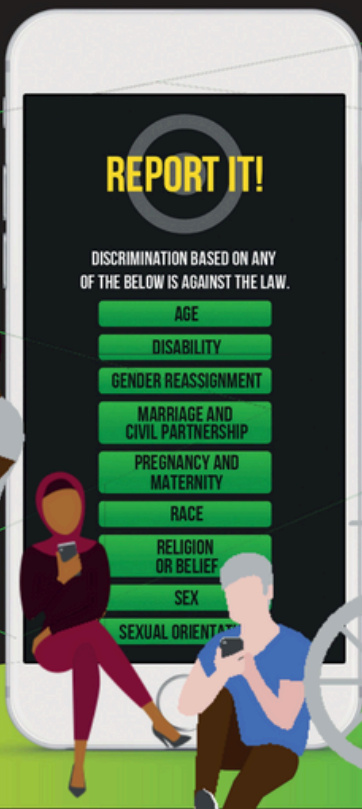 REPORT IT!
DISCRIMINATION BASED ON ANY
OF THE BELOW IS AGAINST THE LAW.
AGE
DISABILITY
GENDER REASSIGNMENT
MARRIAGE AND
CIVIL PARTNERSHIP
PREGNANCY AND
MATERNITY
RACE
RELIGION
OR BELIEF
SEX
SEXUAL